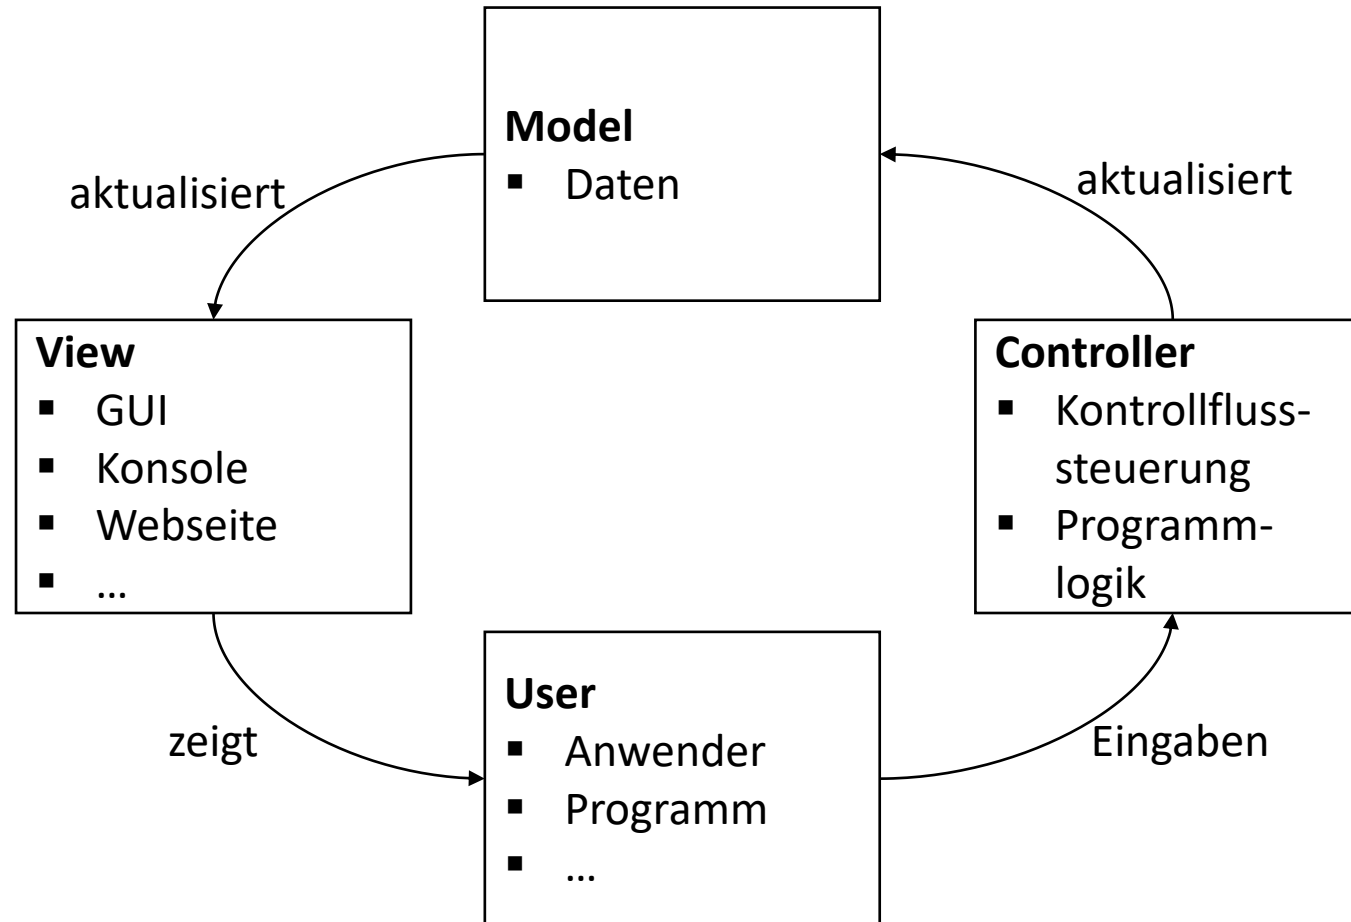 Model
▪ Daten
aktualisiert
aktualisiert
View
▪ GUI
▪ Konsole
▪ Webseite
▪ ...
Controller
▪ Kontrollfluss-
steuerung
▪ Programm-
logik
User
▪ Anwender
▪ Programm
▪ ...
zeigt
Eingaben